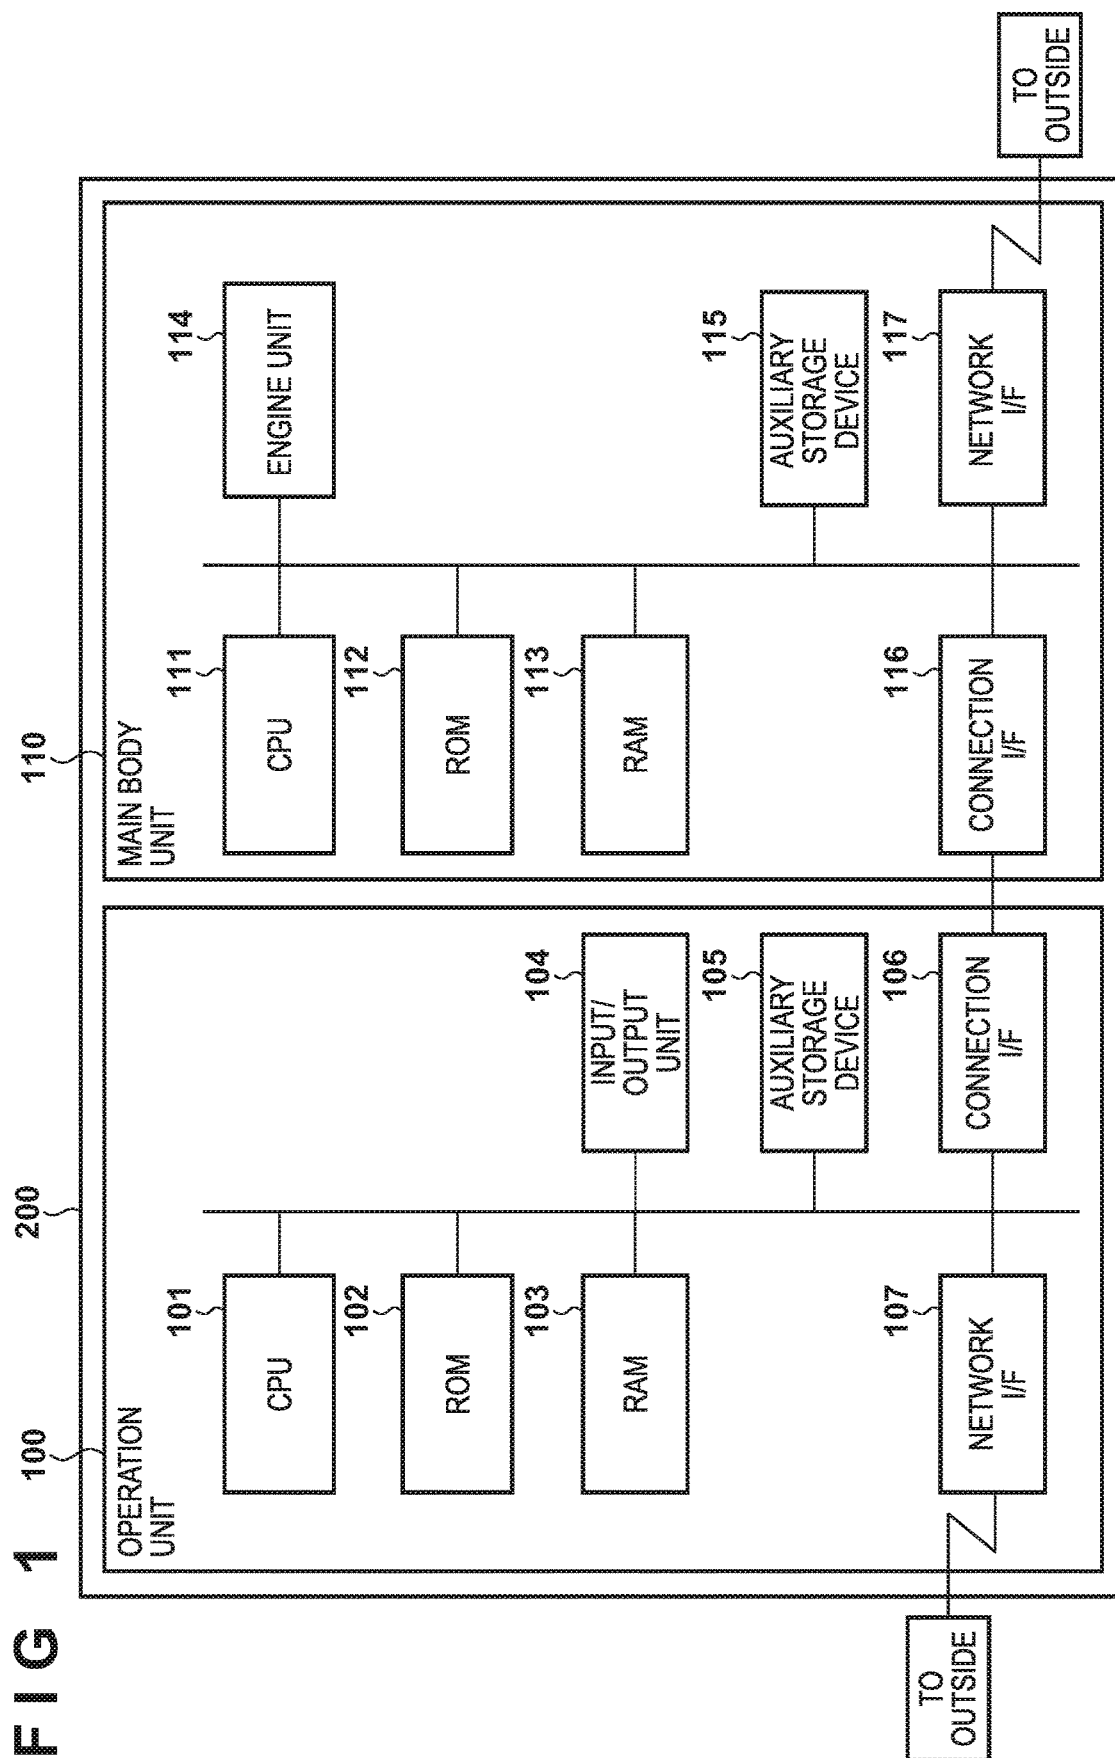 FIG 1
200
100
OPERATION
UNIT
101
CPU
102
ROM
103
RAM
104
INPUT/
OUTPUT
UNIT
105
AUXILIARY
STORAGE
DEVICE
107
NETWORK
I/F
106
CONNECTION
I/F
TO
OUTSIDE
110
MAIN BODY
UNIT
111
CPU
114
ENGINE UNIT
112
ROM
113
RAM
115
AUXILIARY
STORAGE
DEVICE
116
CONNECTION
I/F
117
NETWORK
I/F
TO
OUTSIDE